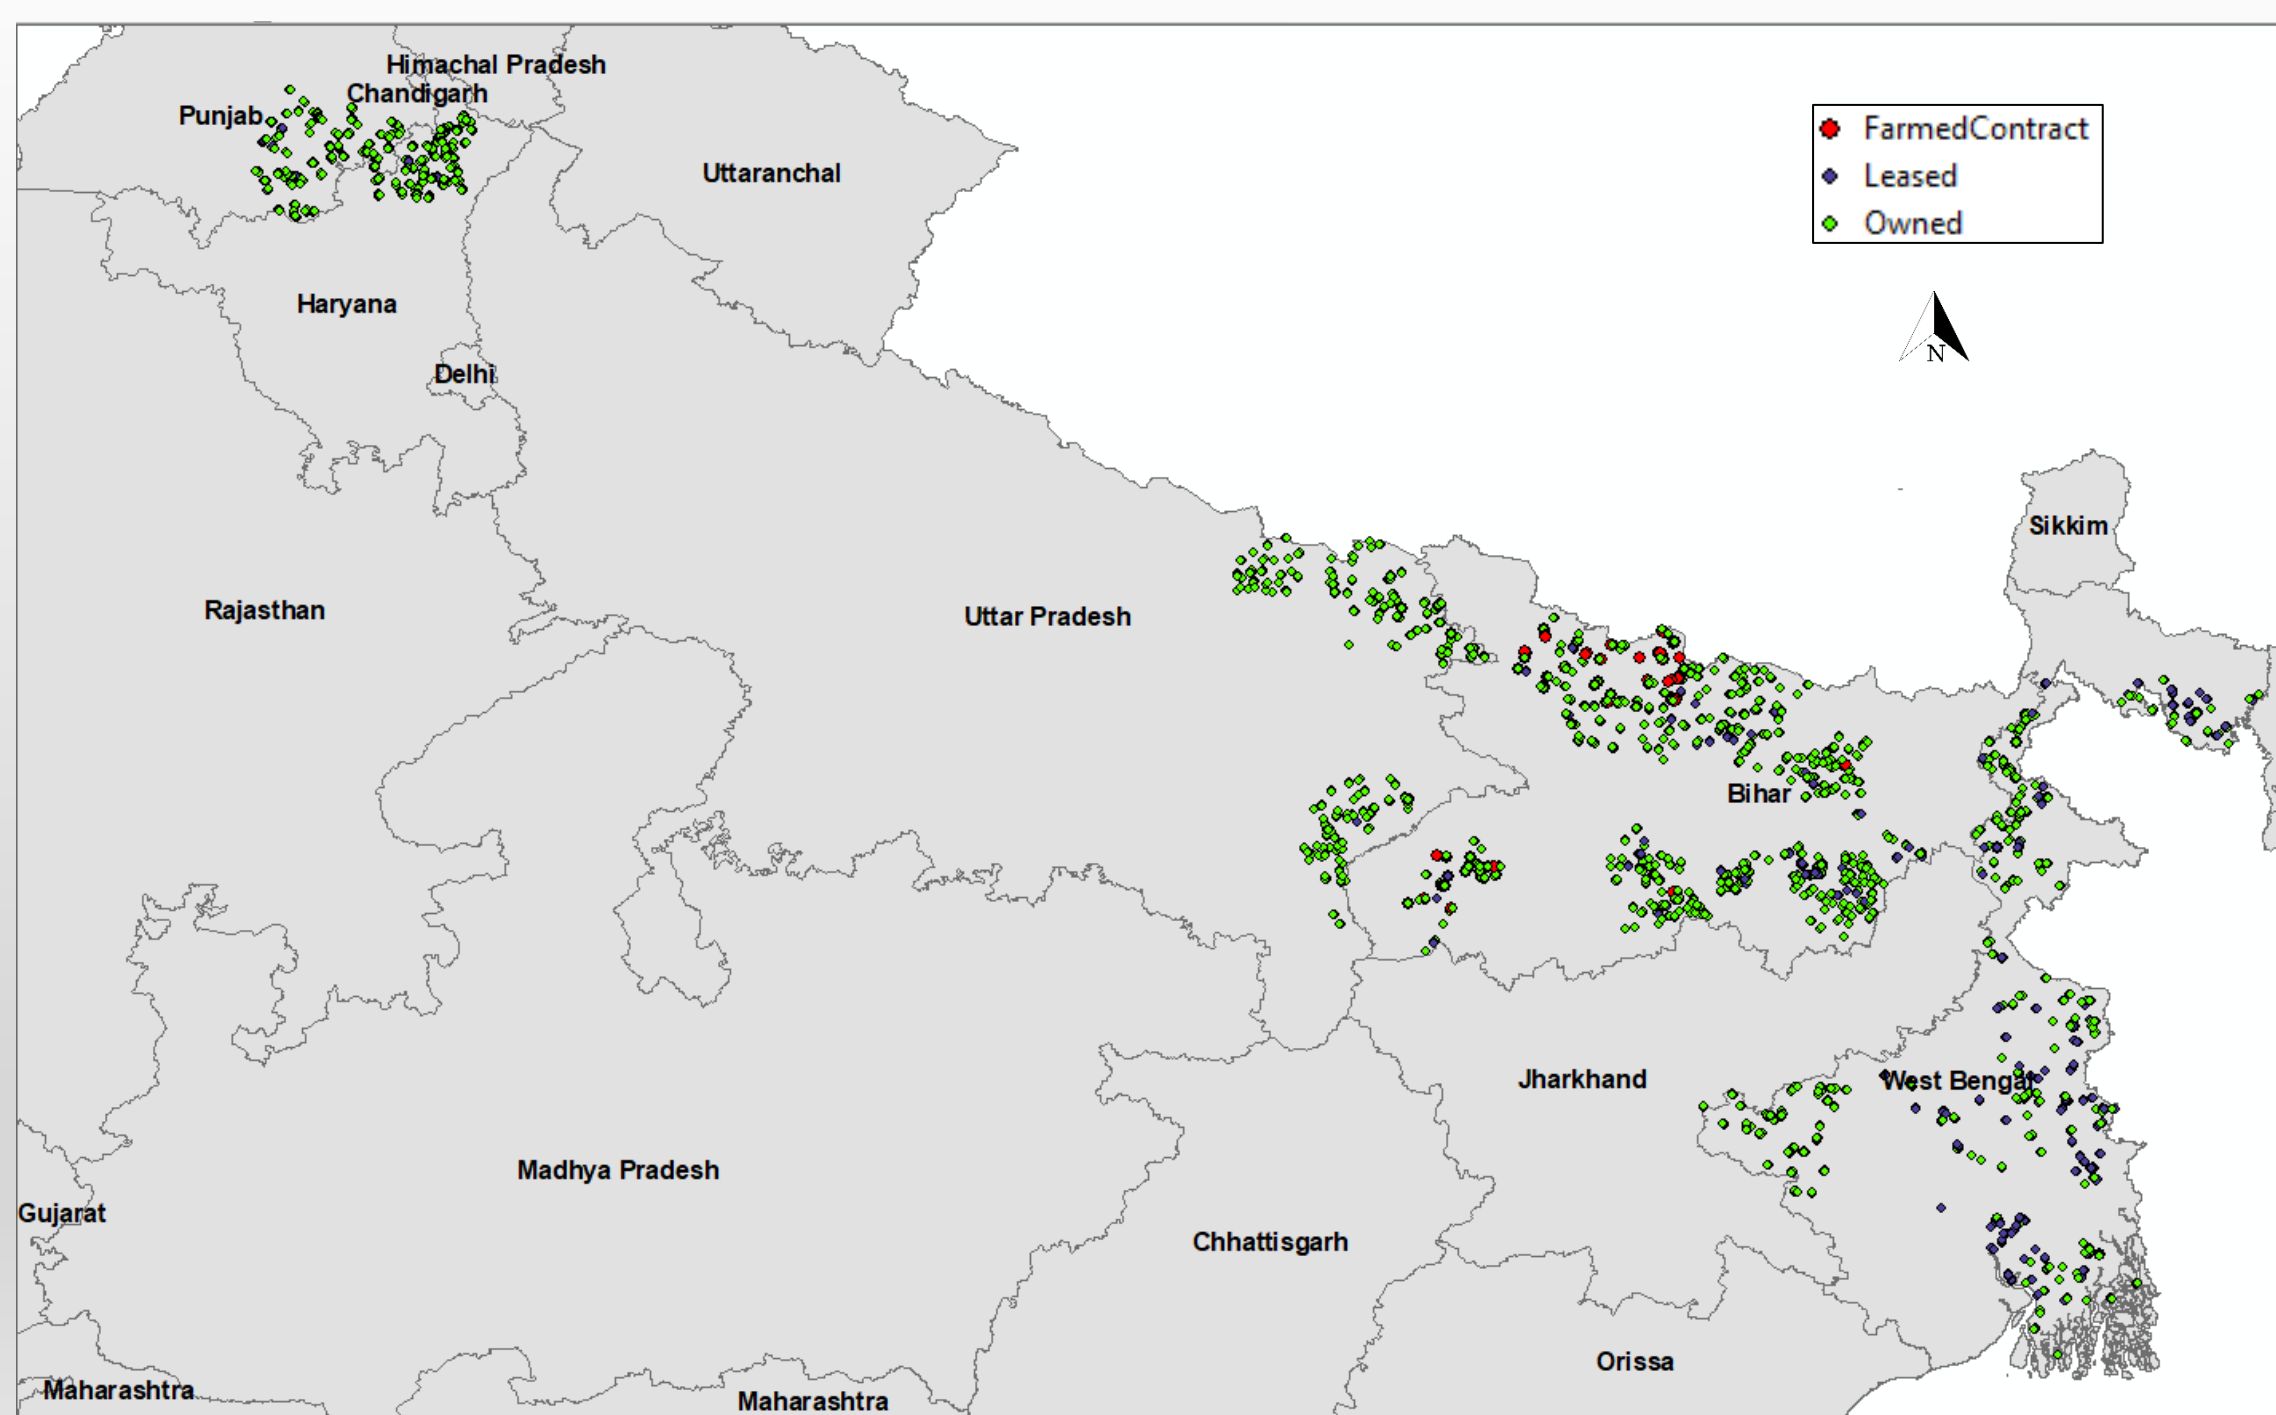 Himachal Pradesh
Chandigarh
Punjab
FarmedContract
Leased
Owned
Uttaranchal
Haryana
N
Delhi
Sikkim
Rajasthan
Uttar Pradesh
Bihar
Jharkhand
West Bengal
Madhya Pradesh
Gujarat
Chhattisgarh
Orissa
Maharashtra
Maharashtra